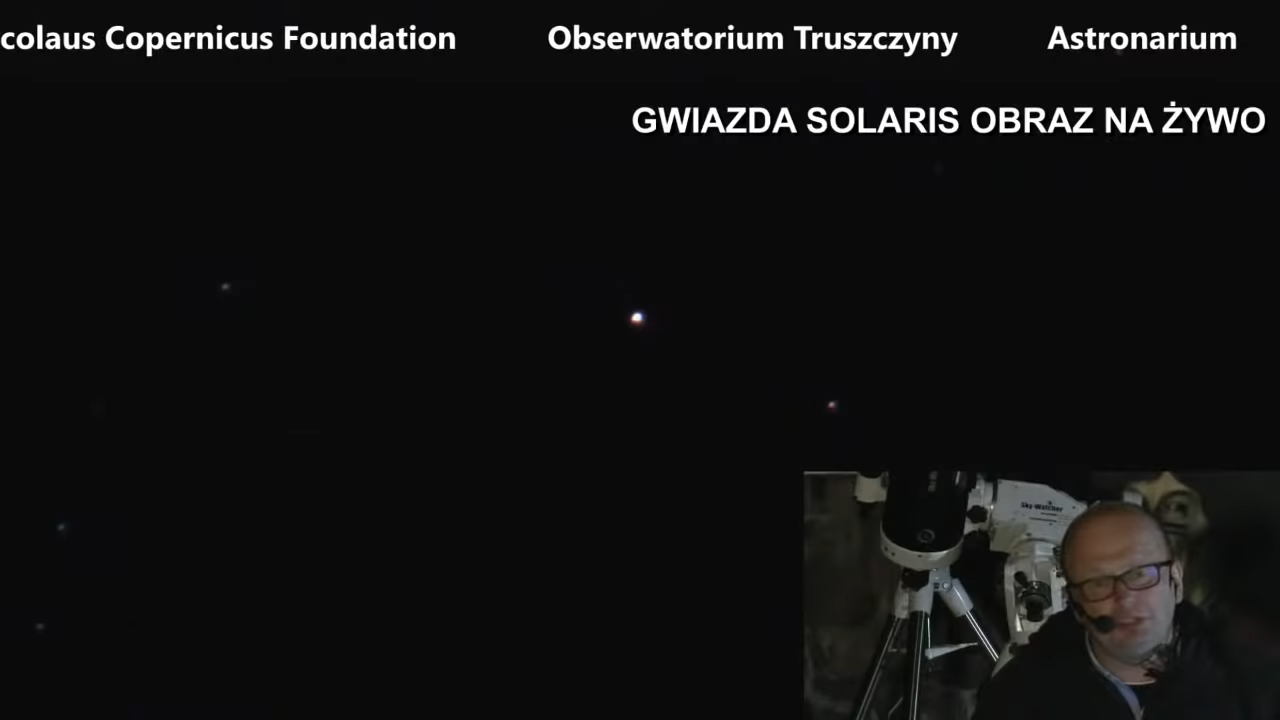 colaus Copernicus Foundation Obserwatorium Truszczyny Astronarium
GWIAZDA SOLARIS OBRAZ NA ŻYWO
Sky-Watcher